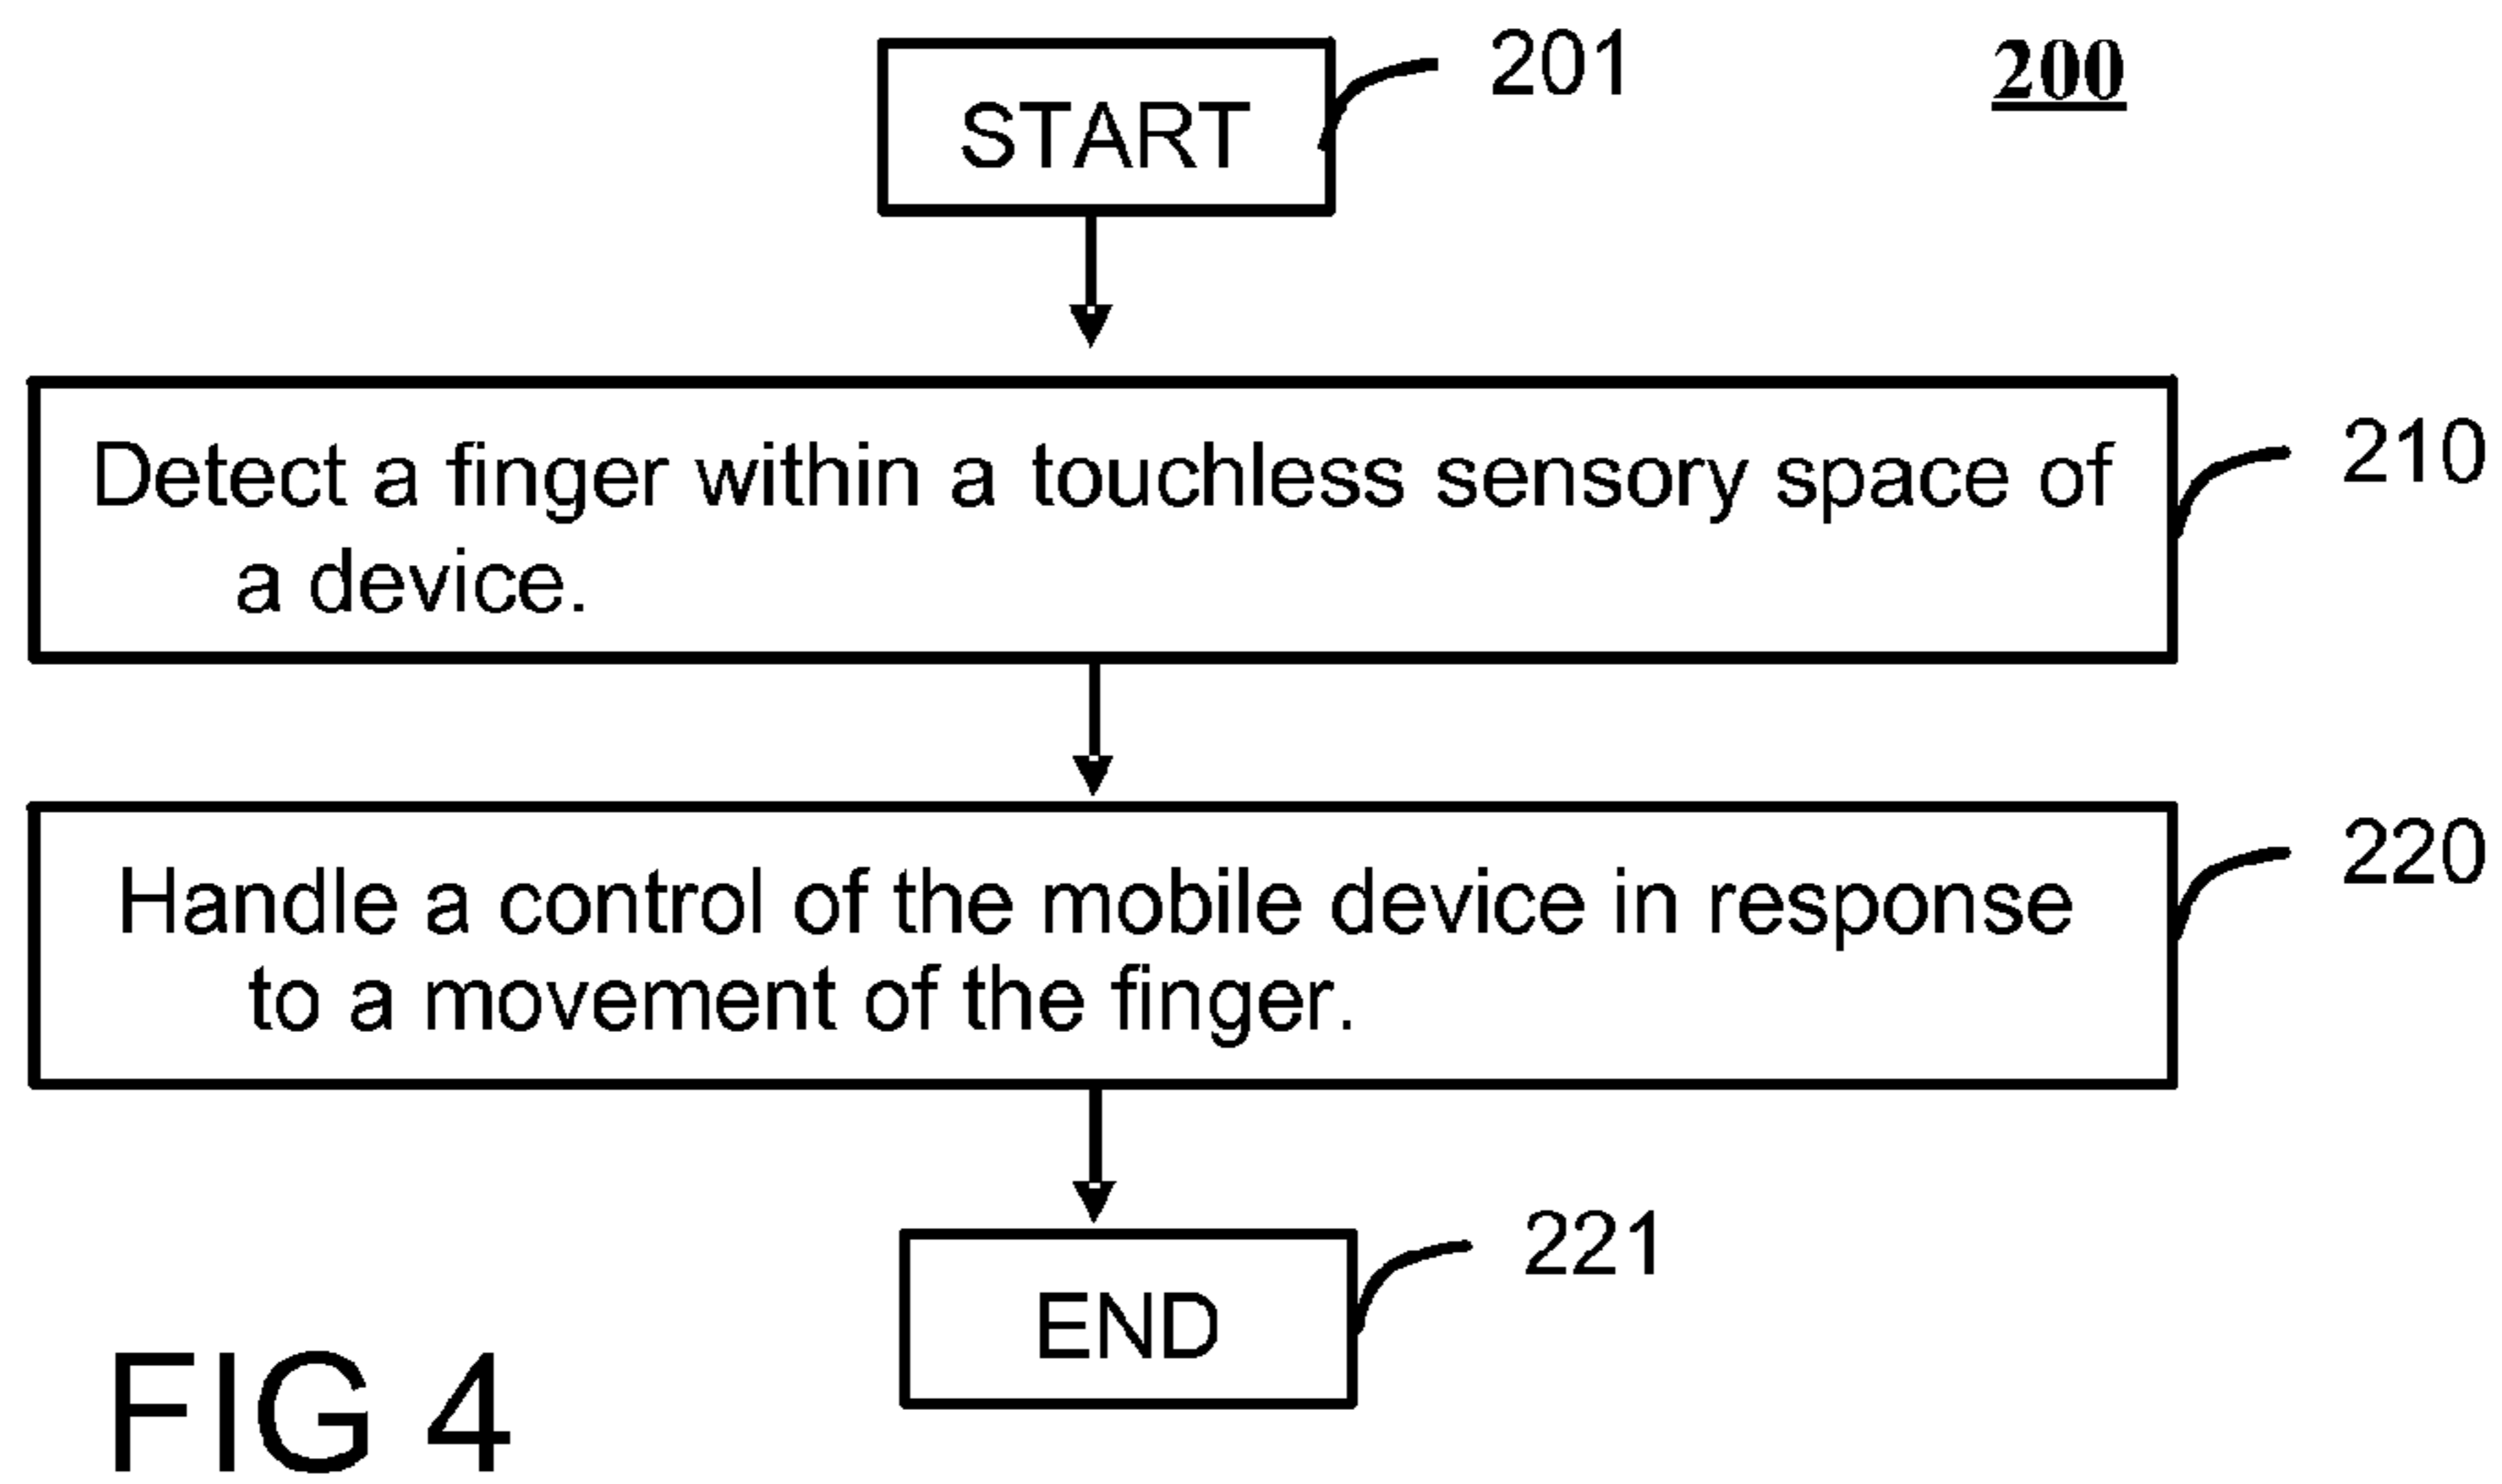 200
START
201
Detect a finger within a touchless sensory space of
a device.
210
Handle a control of the mobile device in response
to a movement of the finger.
220
END
221
FIG 4